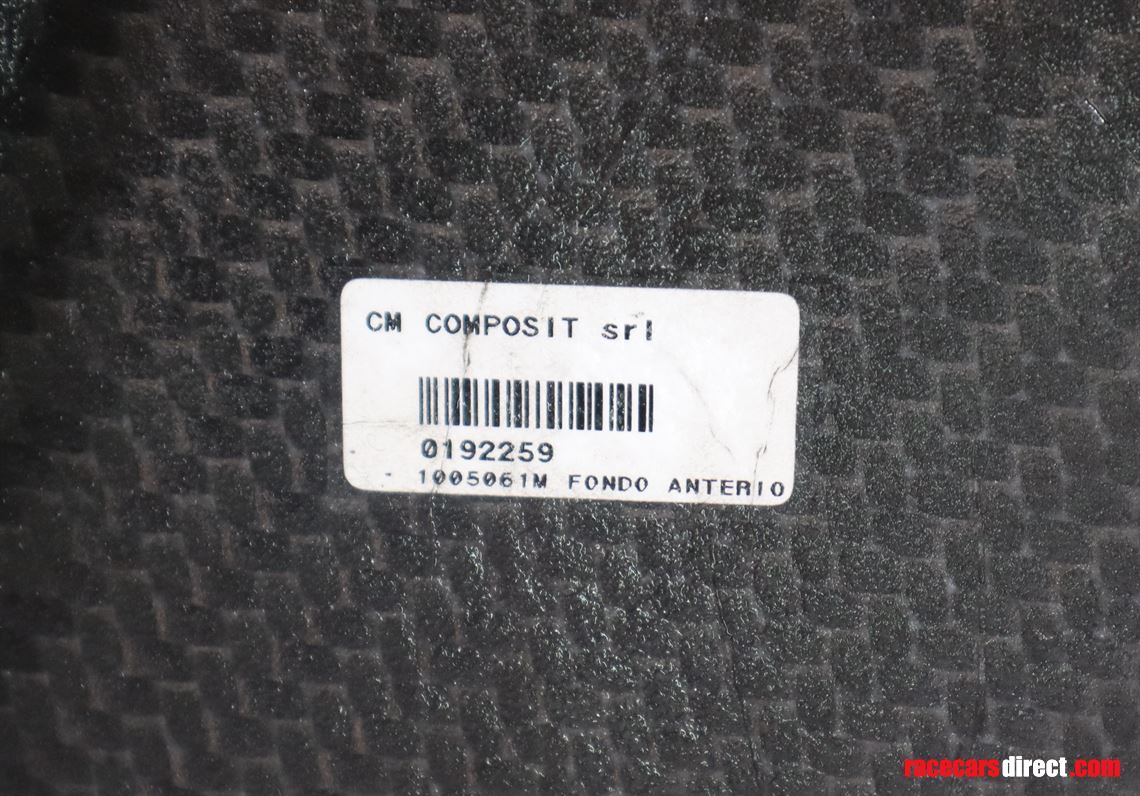 CM COMPOSIT srl
0192259
1005061M FONDO ANTERIO
racecarsdirect.com